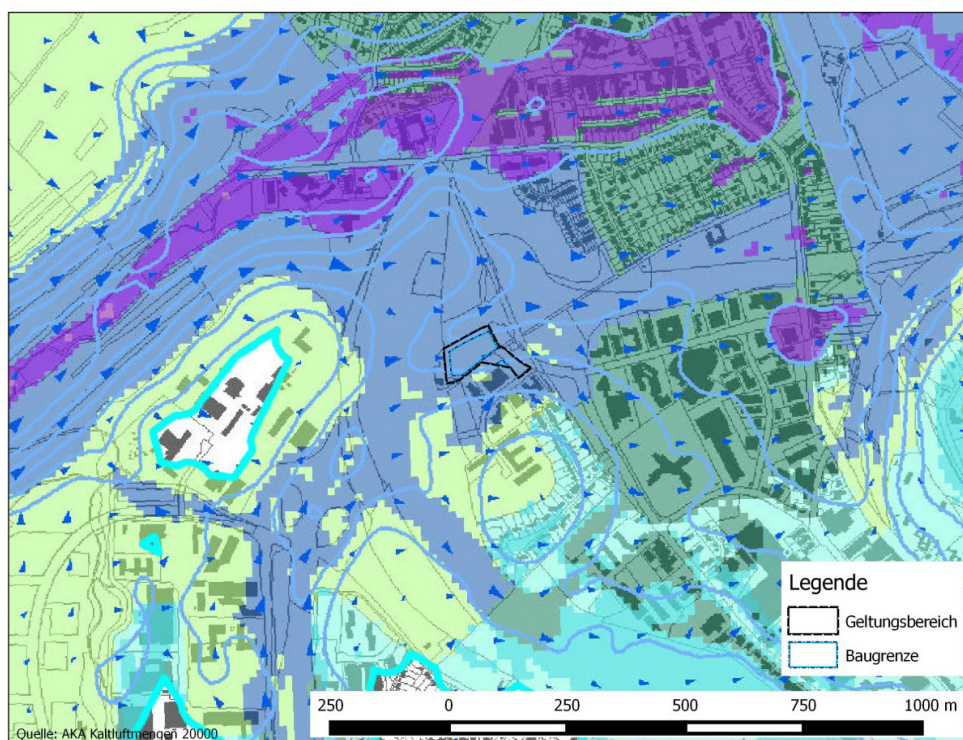 Legende
Geltungsbereich
Baugrenze
250 0 250 500 750 1000 m
Quelle: AKA Kaltluftmengen 20000